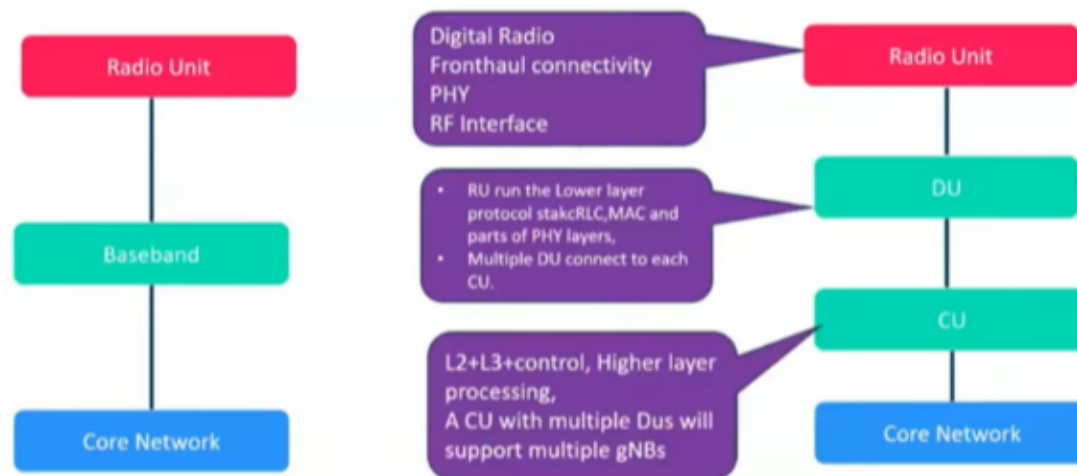 Radio Unit
Baseband
Core Network
Digital Radio
Fronthaul connectivity
PHY
RF Interface
• RU run the Lower layer
protocol stakcRLC,MAC and
parts of PHY layers,
• Multiple DU connect to each
CU.
L2+L3+control, Higher layer
processing,
A CU with multiple Dus will
support multiple gNBs
Radio Unit
DU
CU
Core Network